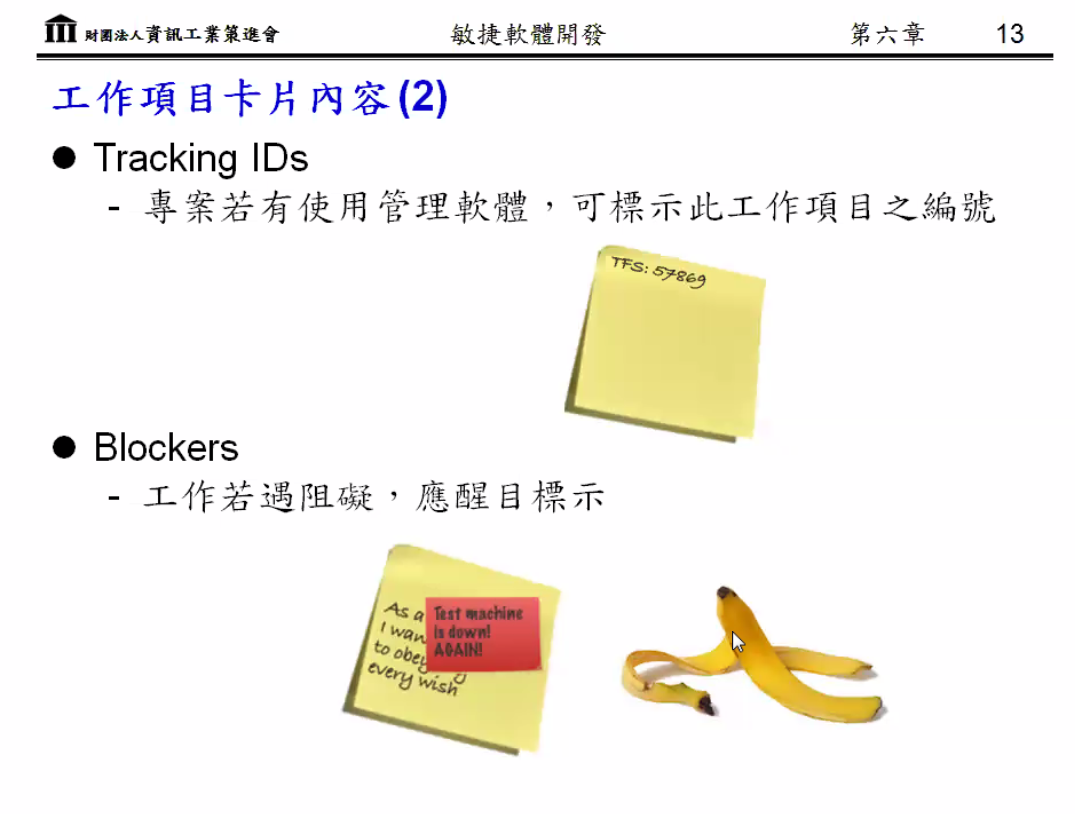 財團法人資訊工業策進會 敏捷軟體開發 第六章 13
工作項目卡片內容(2)
● Tracking IDs
- 專案若有使用管理軟體，可標示此工作項目之編號
TFS: 57869
● Blockers
- 工作若遇阻礙，應醒目標示
As a
I wan
to obey
every wish
Test machine
is down!
AGAIN!